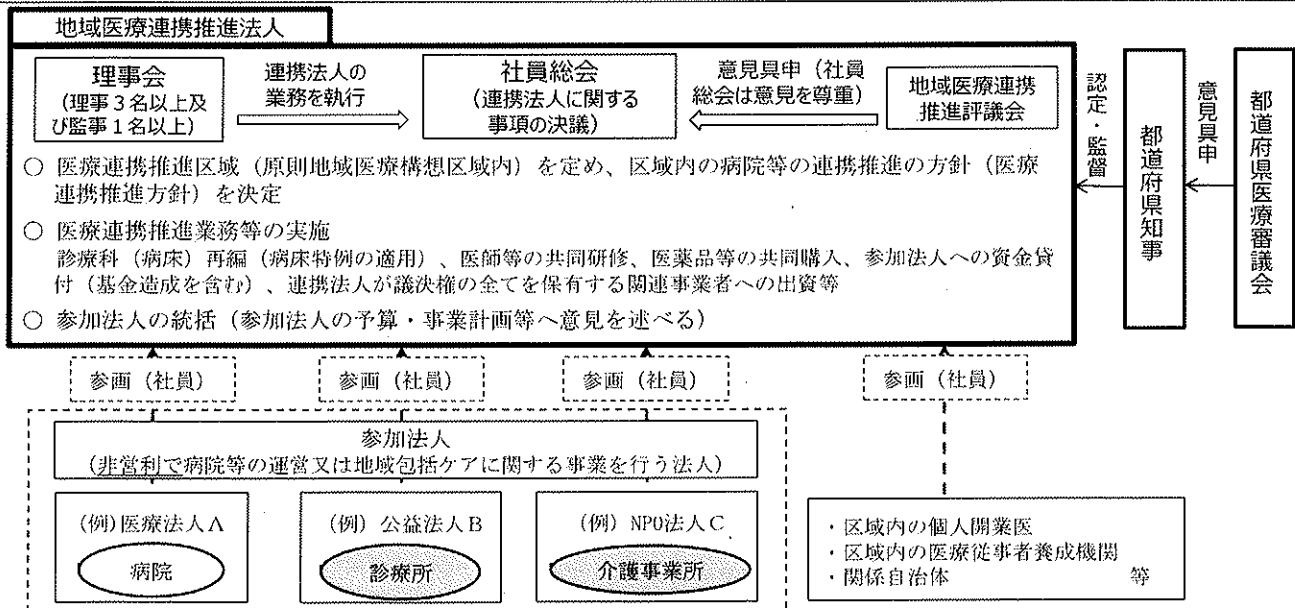 地域医療連携推進法人
理事会
(理事3名以上及
び監事1名以上)
連携法人の
業務を執行
社員総会
(連携法人に関する
事項の決議)
意見具申(社員
総会は意見を尊重)
地域医療連携
推進評議会
認定・監督
都道府県知事
意見具申
都道府県医療審議会
○ 医療連携推進区域(原則地域医療構想区域内)を定め、区域内の病院等の連携推進の方針(医療
連携推進方針)を決定
○ 医療連携推進業務等の実施
診療科(病床)再編(病床特例の適用)、医師等の共同研修、医薬品等の共同購入、参加法人への資金貸
付(基金造成を含む)、連携法人が議決権の全てを保有する関連事業者への出資等
○ 参加法人の統括(参加法人の予算・事業計画等へ意見を述べる)
参画(社員)
参画(社員)
参画(社員)
参画(社員)
参加法人
(非営利で病院等の運営又は地域包括ケアに関する事業を行う法人)
(例)医療法人A
病院
(例)公益法人B
診療所
(例)NPO法人C
介護事業所
・区域内の個人開業医
・区域内の医療従事者養成機関
・関係自治体 等